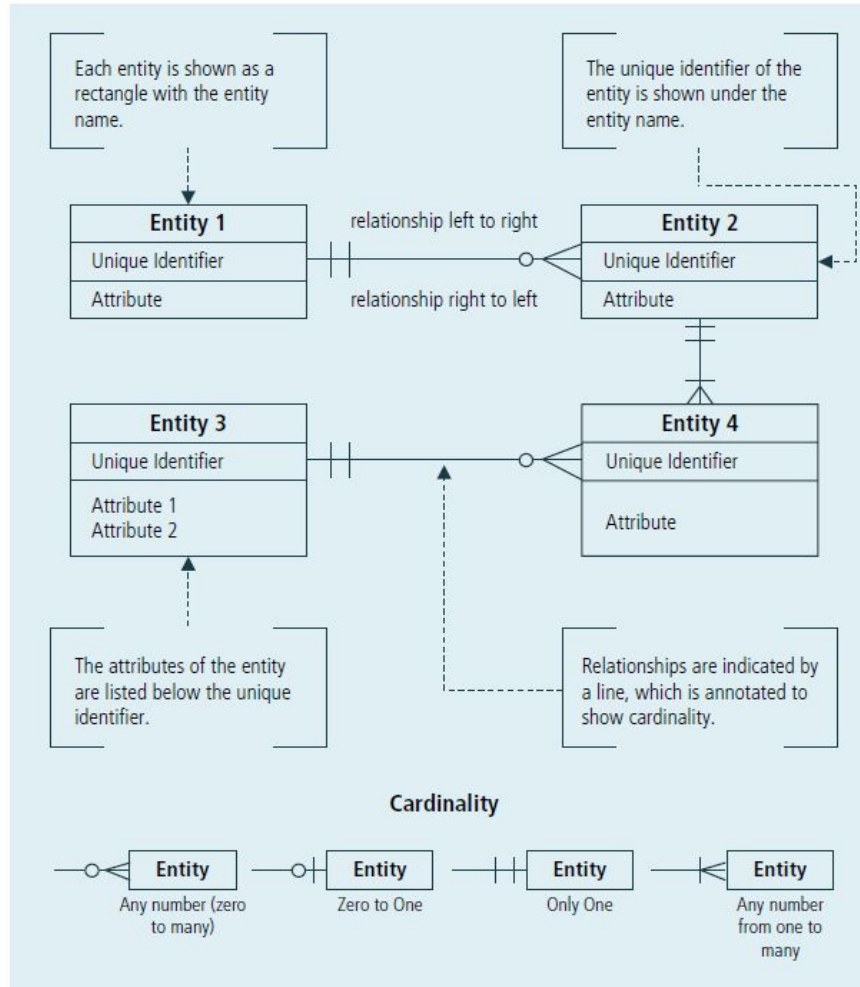 Each entity is shown as a
rectangle with the entity
name.
The unique identifier of the
entity is shown under the
entity name.
Entity 1
Unique Identifier
Attribute
relationship left to right
relationship right to left
Entity 2
Unique Identifier
Attribute
Entity 3
Unique Identifier
Attribute 1
Attribute 2
Entity 4
Unique Identifier
Attribute
The attributes of the entity
are listed below the unique
identifier.
Relationships are indicated by
a line, which is annotated to
show cardinality.
Cardinality
Entity
Any number (zero
to many)
Entity
Zero to One
Entity
Only One
Entity
Any number
from one to
many